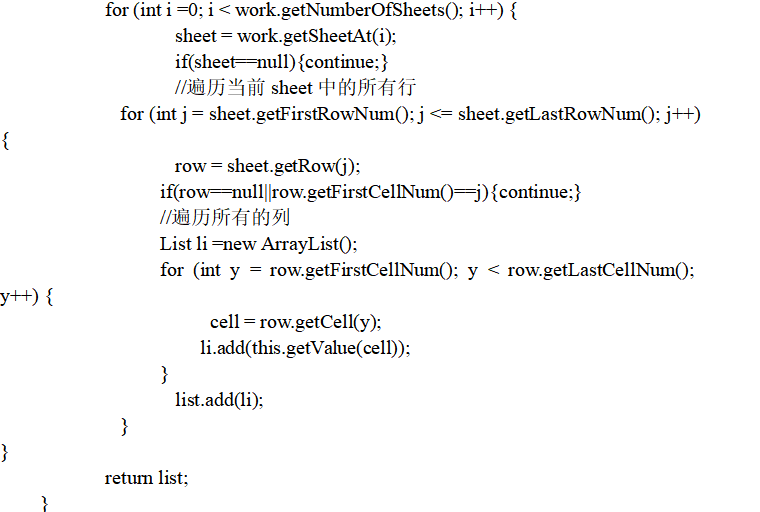 for (int i =0; i < work.getNumberOfSheets(); i++) {
sheet = work.getSheetAt(i);
if(sheet==null){continue;}
//遍历当前 sheet 中的所有行
for (int j = sheet.getFirstRowNum(); j <= sheet.getLastRowNum(); j++)
{
row = sheet.getRow(j);
if(row==null||row.getFirstCellNum()==j){continue;}
//遍历所有的列
List li =new ArrayList();
for (int y = row.getFirstCellNum(); y < row.getLastCellNum();
y++) {
cell = row.getCell(y);
li.add(this.getValue(cell));
}
list.add(li);
}
}
return list;
}